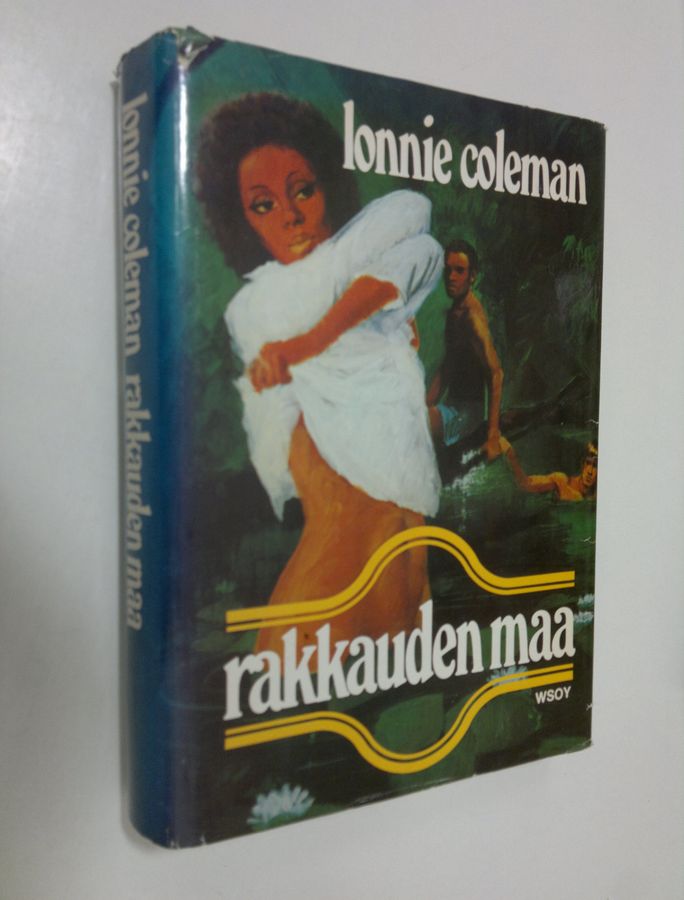 lonnie coleman rakkauden maa
lonnie coleman
rakkauden maa
WSOY